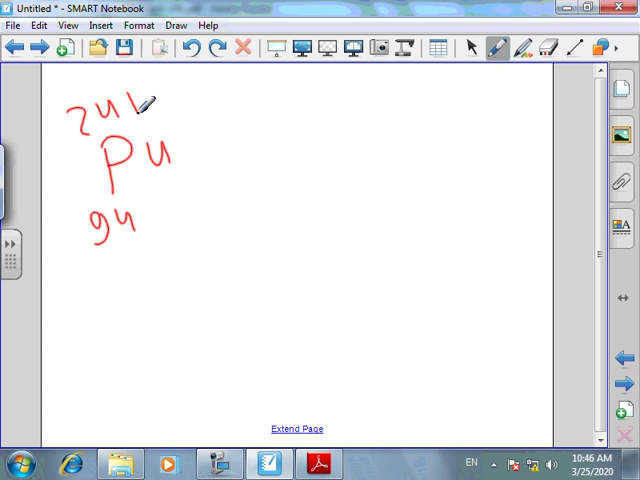 Untitled * - SMART Notebook
File Edit View Insert Format Draw Help
241
Pu
94
Extend Page
EN
10:46 AM
3/25/2020